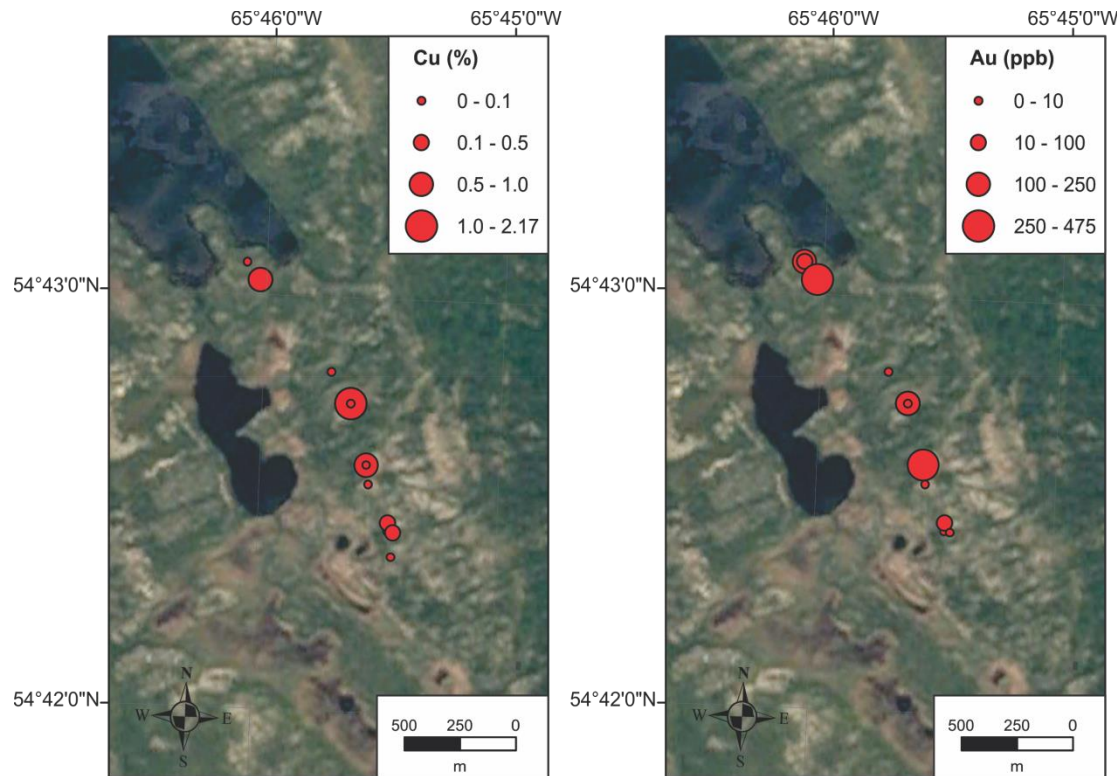 65°46'0"W 65°45'0"W
Cu (%)
0 - 0.1
0.1 - 0.5
0.5 - 1.0
1.0 - 2.17
54°43'0"N
54°42'0"N
N
W E
S
500 250 0
m
65°46'0"W 65°45'0"W
Au (ppb)
0 - 10
10 - 100
100 - 250
250 - 475
54°43'0"N
54°42'0"N
N
W E
S
500 250 0
m